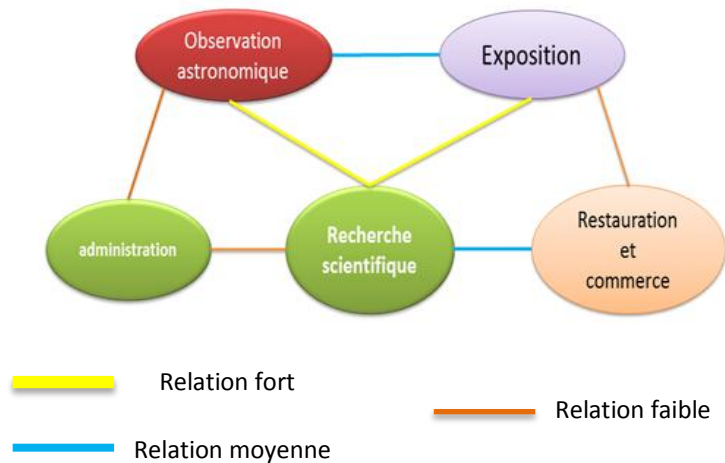 Observation
astronomique
Exposition
administration
Recherche
scientifique
Restauration
et
commerce
Relation fort
Relation faible
Relation moyenne